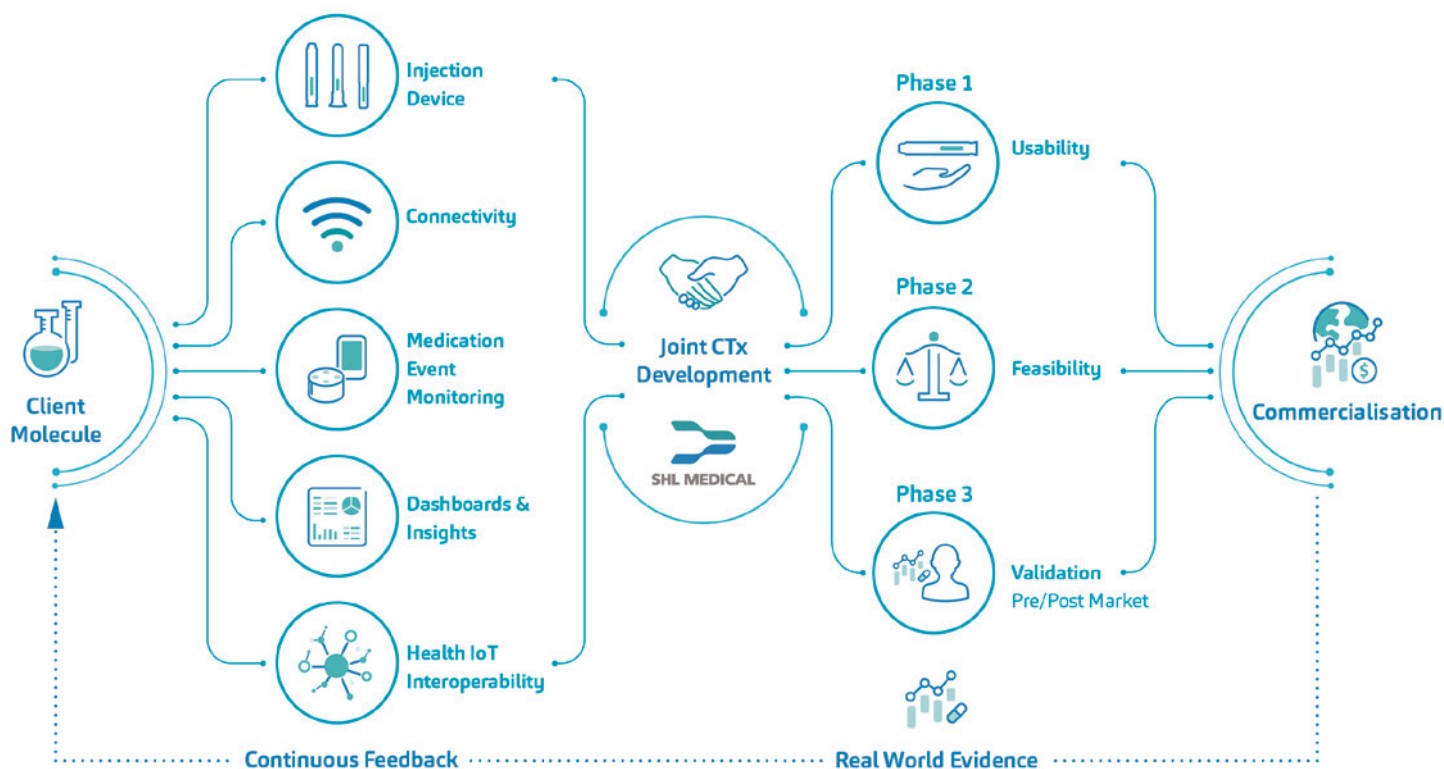 Client
Molecule
Injection
Device
Connectivity
Medication
Event
Monitoring
Dashboards &
Insights
Health IoT
Interoperability
Joint CTx
Development
SHL MEDICAL
Phase 1
Usability
Phase 2
Feasibility
Phase 3
Validation
Pre/Post Market
$
Commercialisation
Continuous Feedback
Real World Evidence